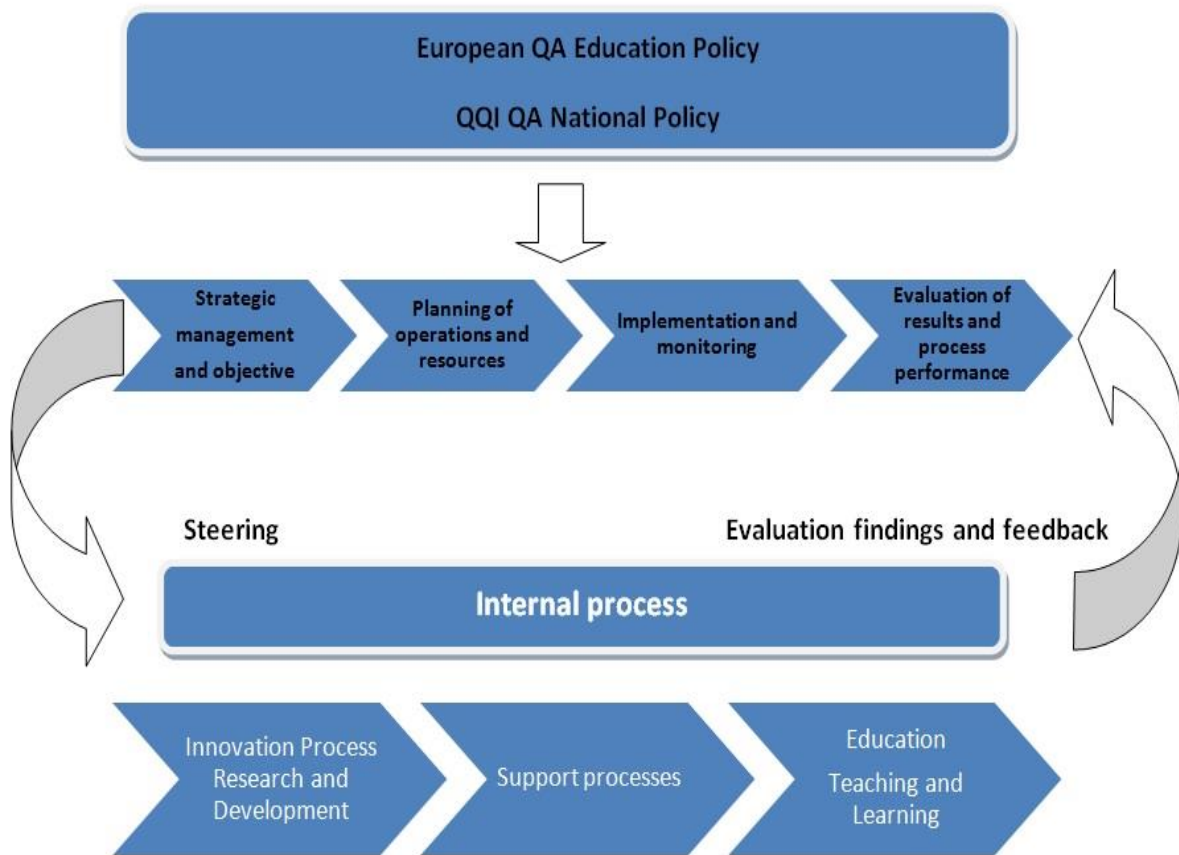 European QA Education Policy
QQI QA National Policy
Strategic
management
and objective
Planning of
operations and
resources
Implementation and
monitoring
Evaluation of
results and
process
performance
Steering
Evaluation findings and feedback
Internal process
Innovation Process
Research and
Development
Support processes
Education
Teaching and
Learning